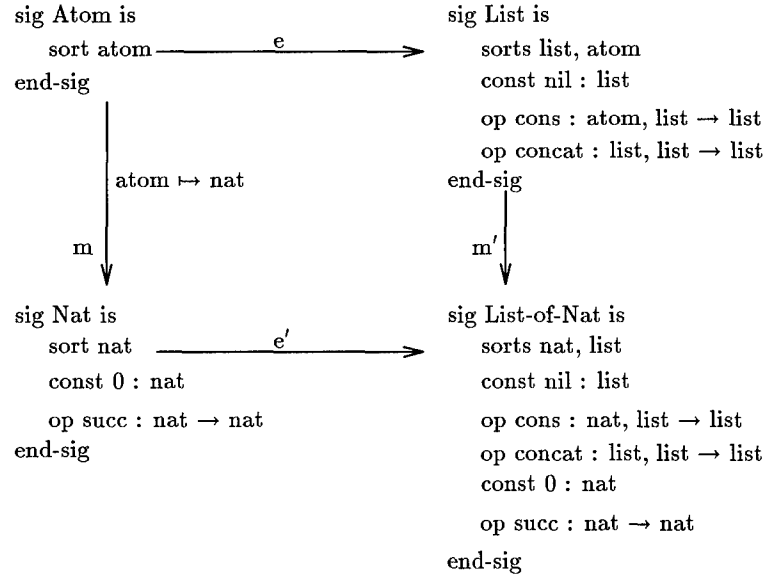 sig Atom is
sort atom
end-sig
e
sig List is
sorts list, atom
const nil : list
op cons : atom, list → list
op concat : list, list → list
end-sig
atom ↦ nat
m
m′
sig Nat is
sort nat
const 0 : nat
op succ : nat → nat
end-sig
e′
sig List-of-Nat is
sorts nat, list
const nil : list
op cons : nat, list → list
op concat : list, list → list
const 0 : nat
op succ : nat → nat
end-sig